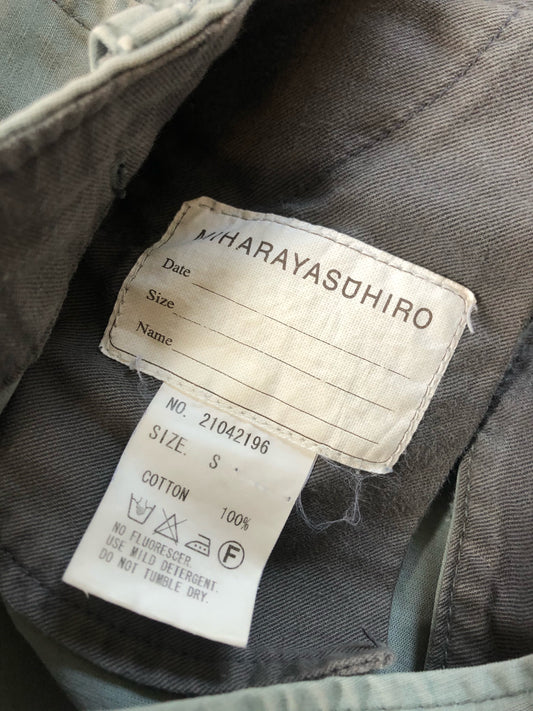 MIHARAYASUHIRO
Date
Size
Name
NO. 21042196
SIZE. S
COTTON 100%
F
NO FLUORESCER.
USE MILD DETERGENT.
DO NOT TUMBLE DRY.